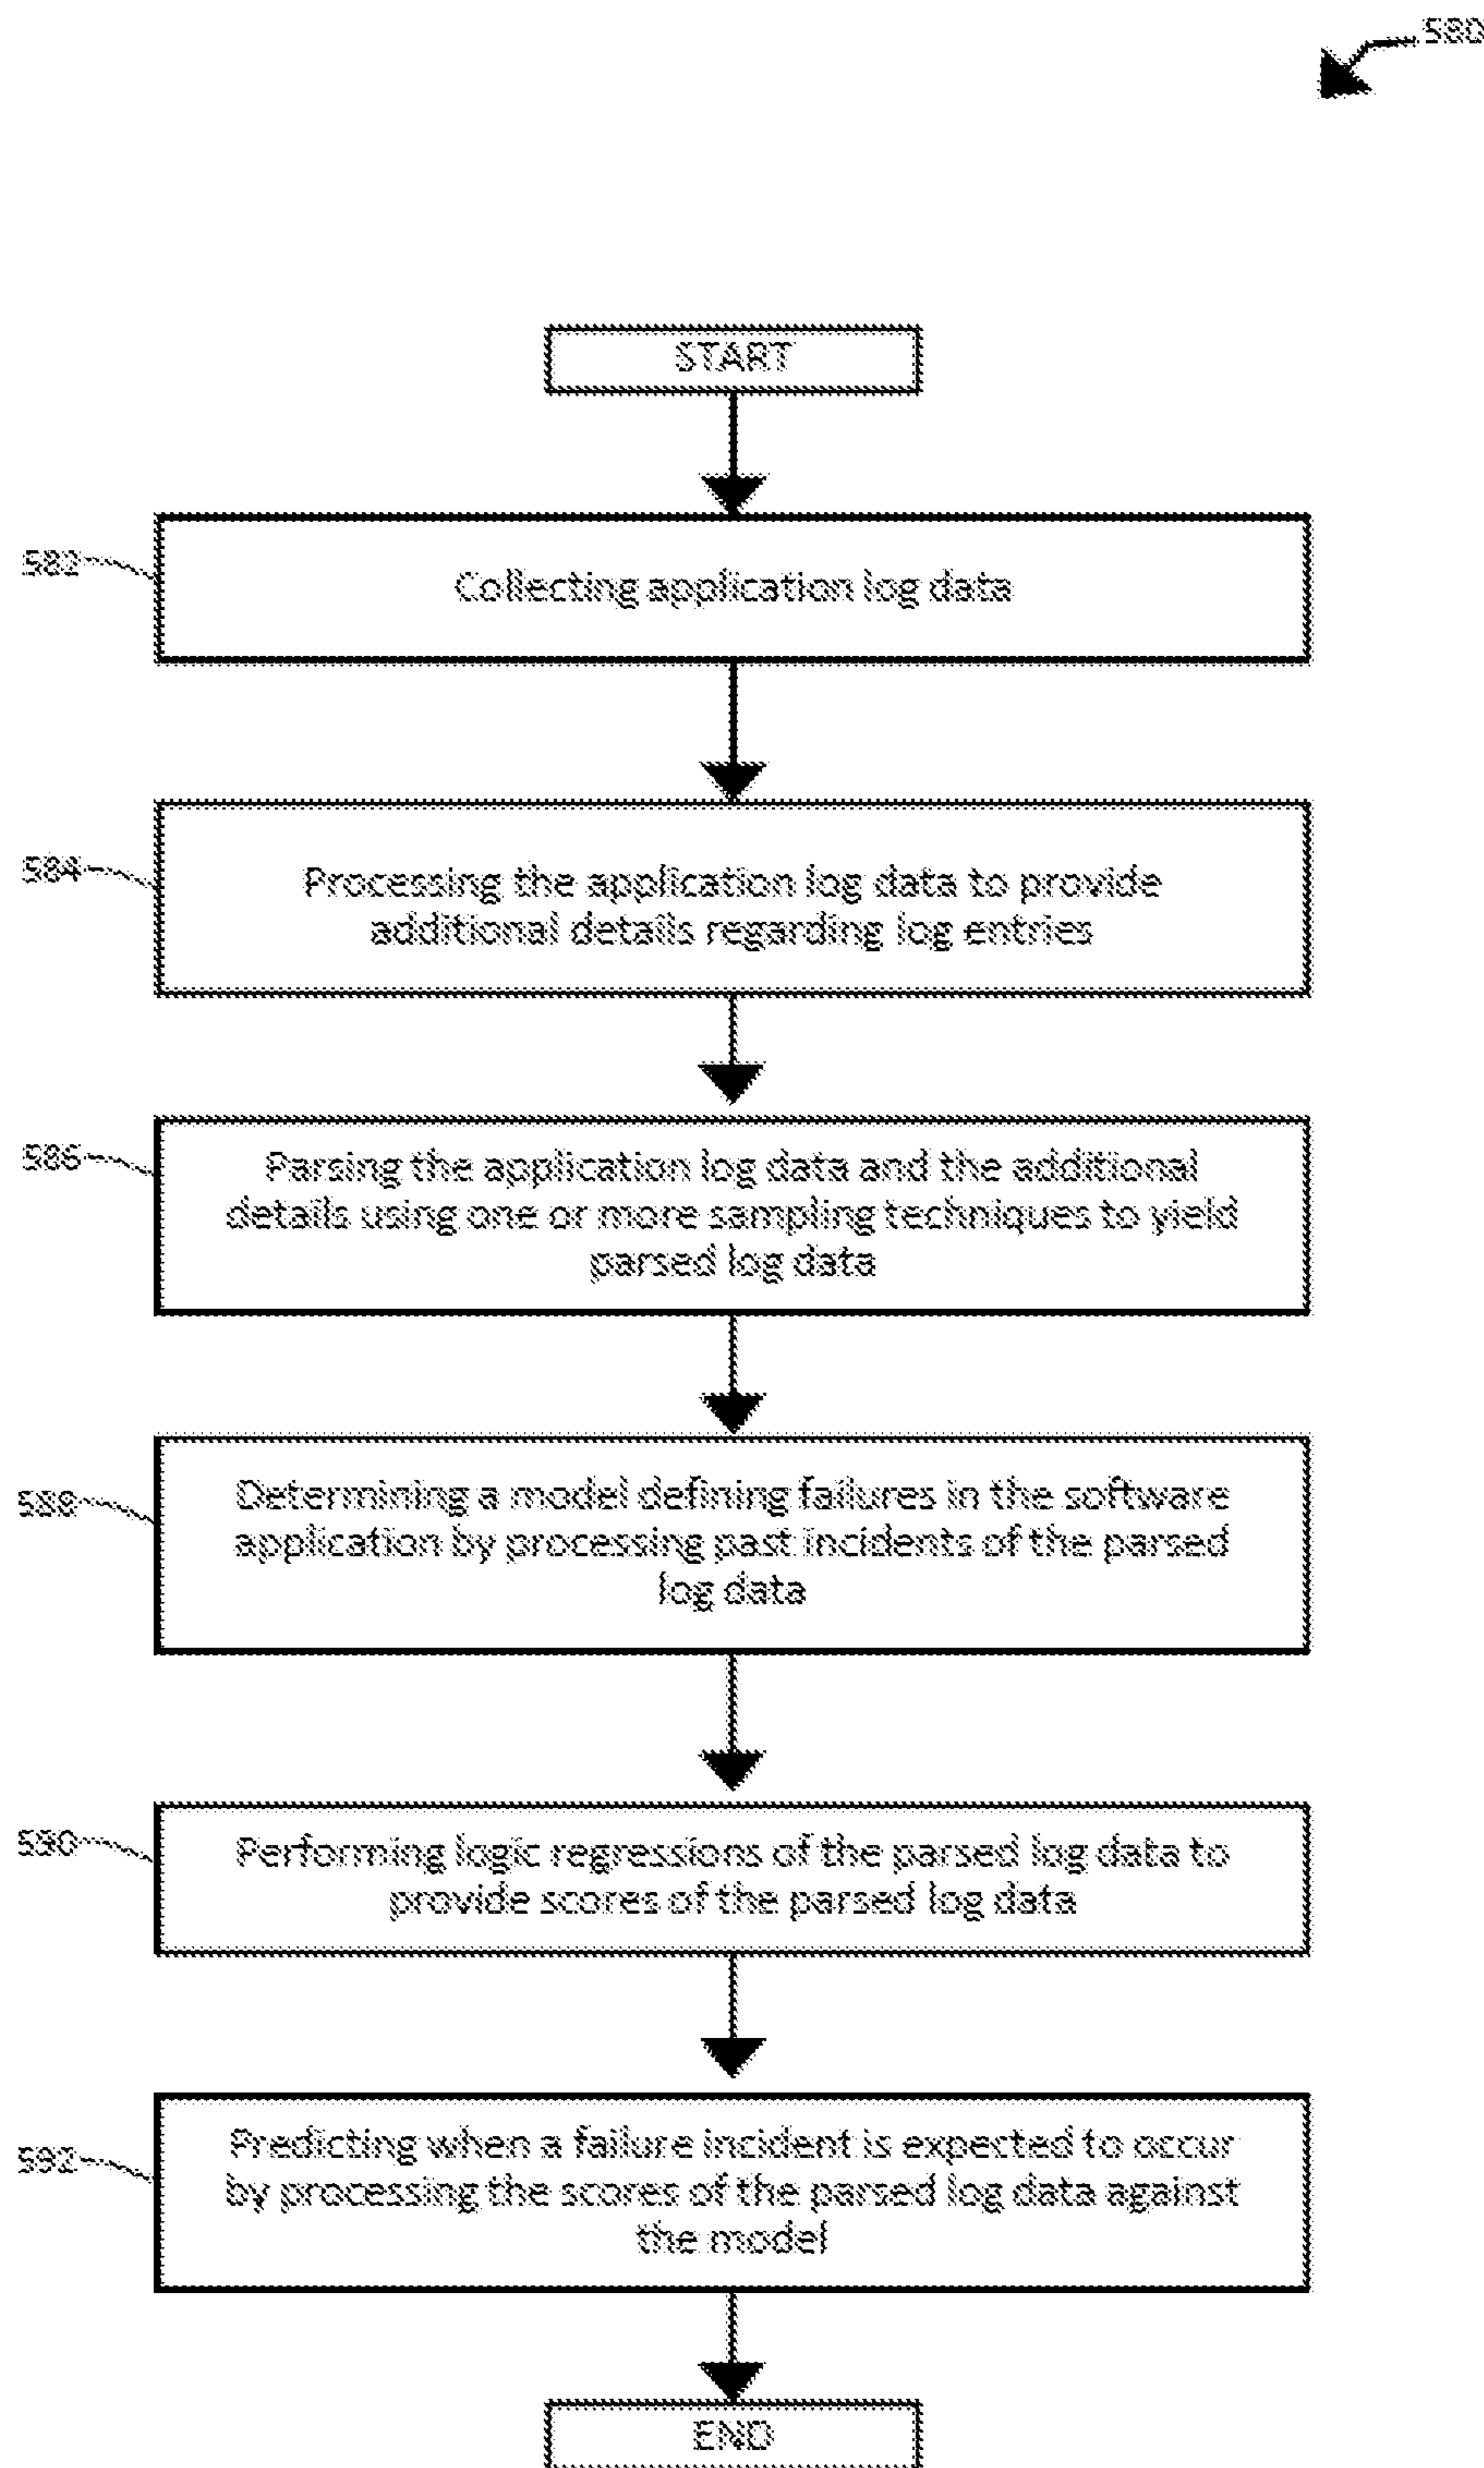 580
START
582
Collecting application log data
584
Processing the application log data to provide
additional details regarding log entries
586
Parsing the application log data and the additional
details using one or more sampling techniques to yield
parsed log data
588
Determining a model defining failures in the software
application by processing past incidents of the parsed
log data
590
Performing logic regressions of the parsed log data to
provide scores of the parsed log data
592
Predicting when a failure incident is expected to occur
by processing the scores of the parsed log data against
the model
END